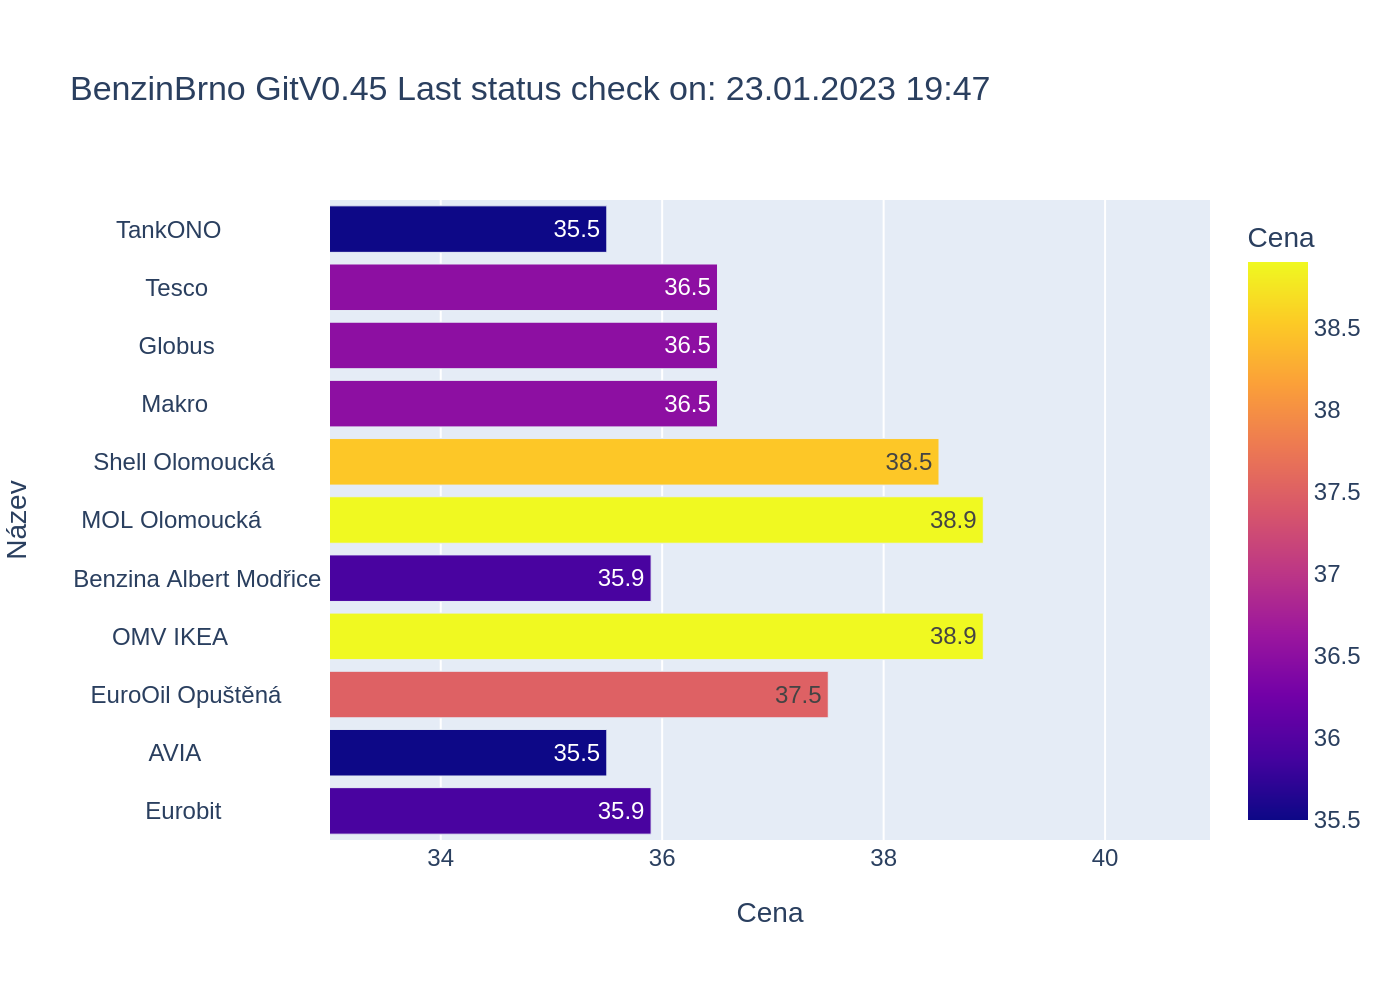 BenzinBrno GitV0.45 Last status check on: 23.01.2023 19:47
Název
TankONO 35.5
Tesco 36.5
Globus 36.5
Makro 36.5
Shell Olomoucká 38.5
MOL Olomoucká 38.9
Benzina Albert Modřice 35.9
OMV IKEA 38.9
EuroOil Opuštěná 37.5
AVIA 35.5
Eurobit 35.9
34 36 38 40
Cena
Cena
38.5
38
37.5
37
36.5
36
35.5